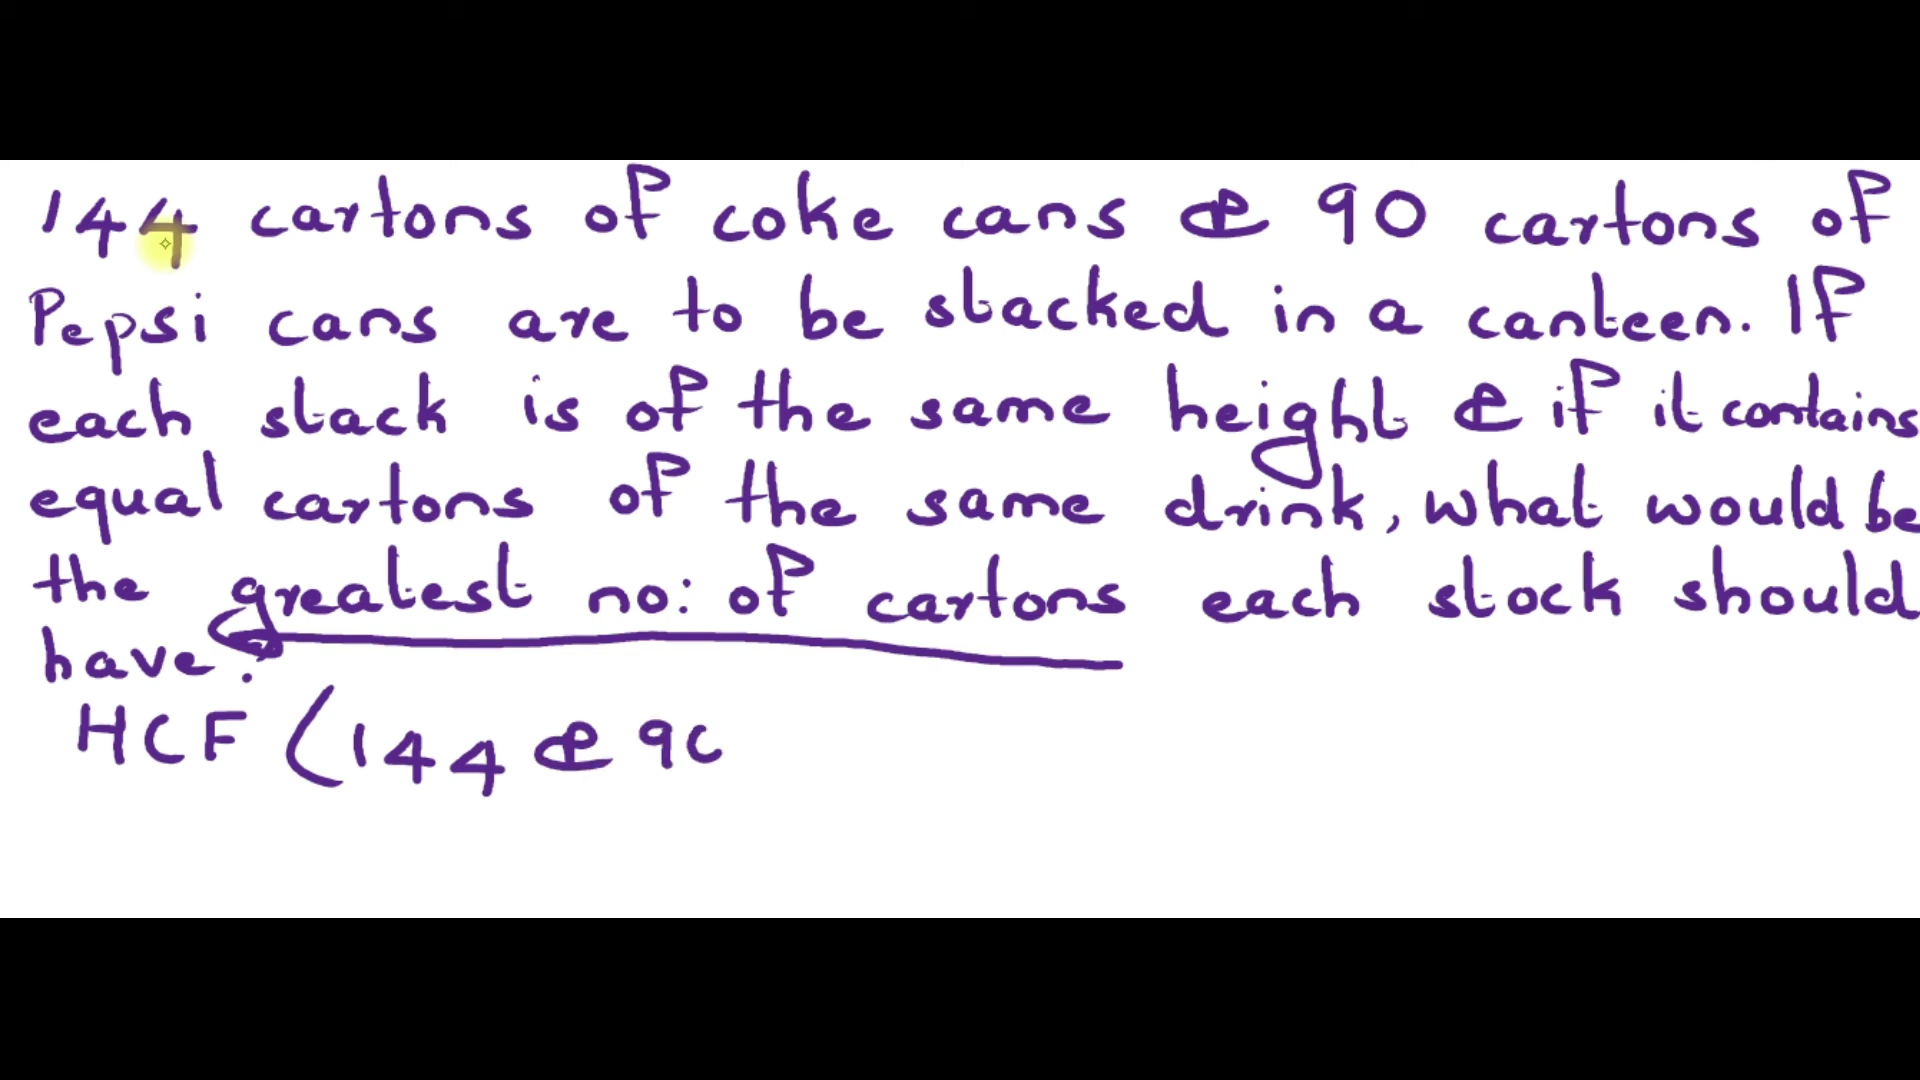 144 cartons of coke cans & 90 cartons of
Pepsi cans are to be stacked in a canteen. If
each stack is of the same height & if it contains
equal cartons of the same drink, what would be
the greatest no: of cartons each stock should
have?
HCF (144 & 90